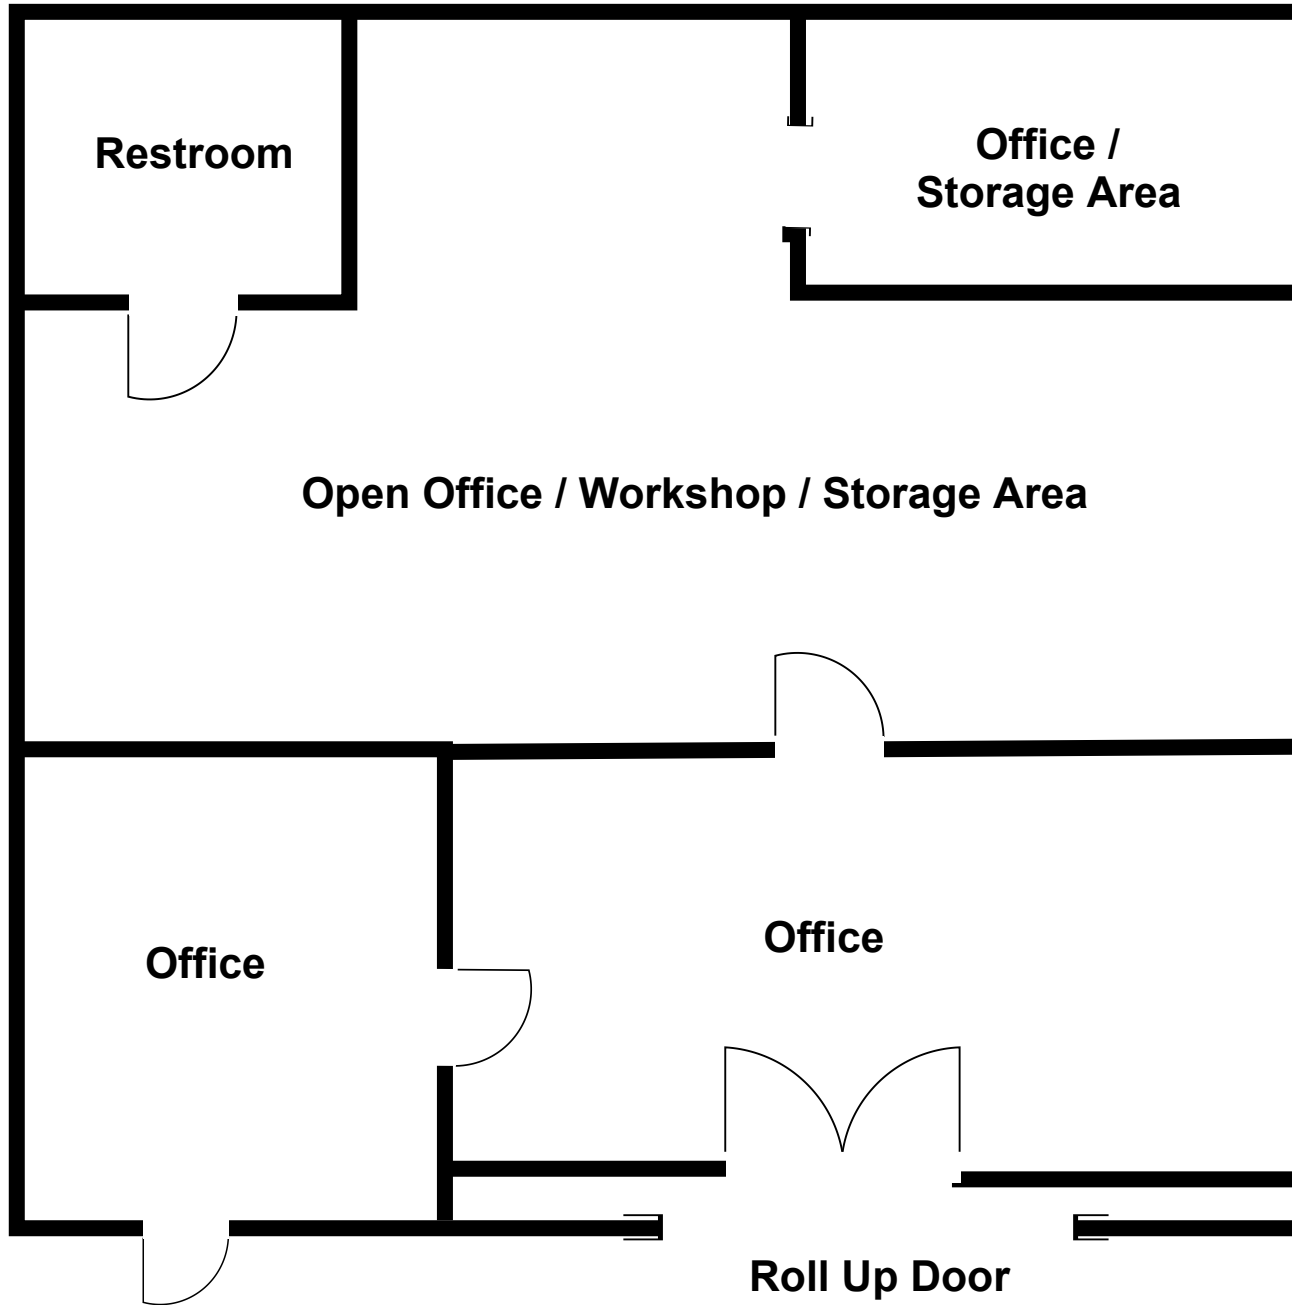 Restroom
Office /
Storage Area
Open Office / Workshop / Storage Area
Office
Office
Roll Up Door